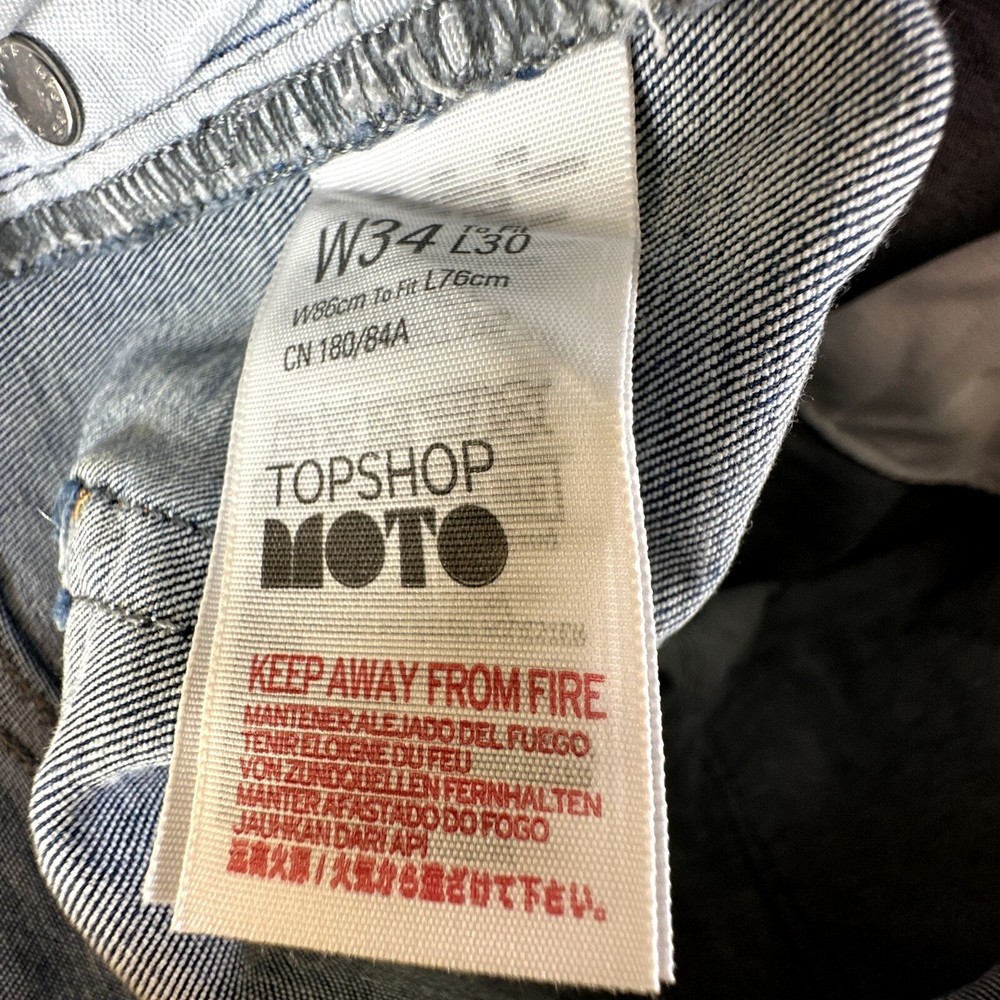 W34 To Fit L30
W86cm To Fit L76cm
CN 180/84A
TOPSHOP
MOTO
KEEP AWAY FROM FIRE
MANTENER ALEJADO DEL FUEGO
TENIR ELOIGNE DU FEU
VON ZUNDQUELLEN FERNHALTEN
MANTER AFASTADO DO FOGO
JAUHKAN DARI API
远离火源 / 火気から遠ざけて下さい。